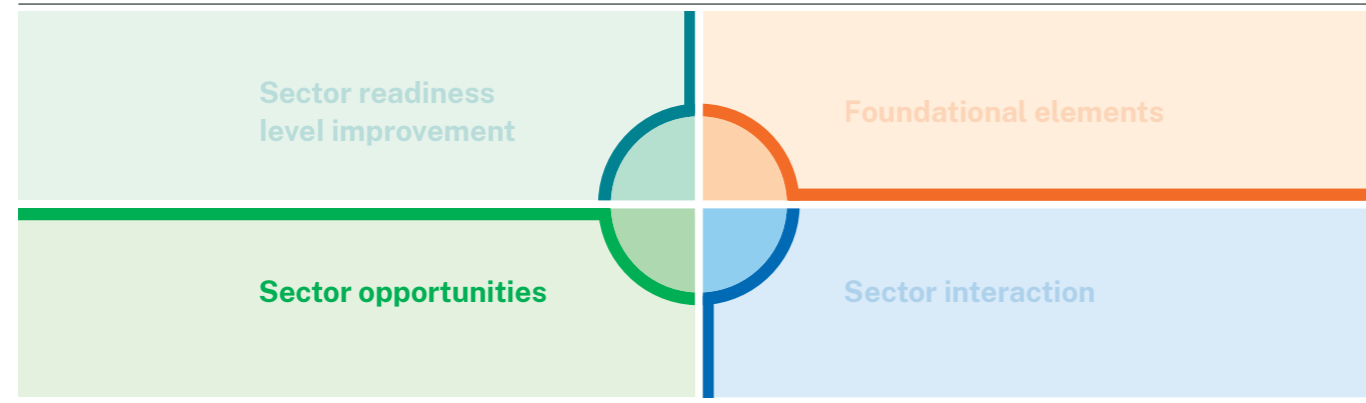 Sector readiness
level improvement
Foundational elements
Sector opportunities
Sector interaction